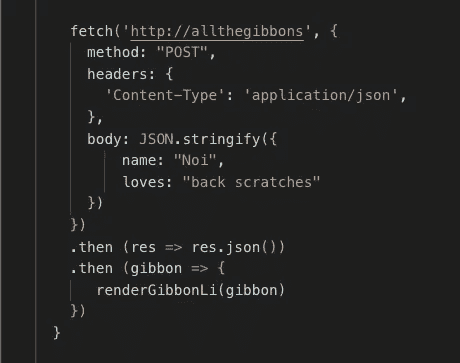 fetch('http://allthegibbons', {
method: "POST",
headers: {
'Content-Type': 'application/json',
},
body: JSON.stringify({
name: "Noi",
loves: "back scratches"
})
})
.then (res => res.json())
.then (gibbon => {
renderGibbonLi(gibbon)
})
}